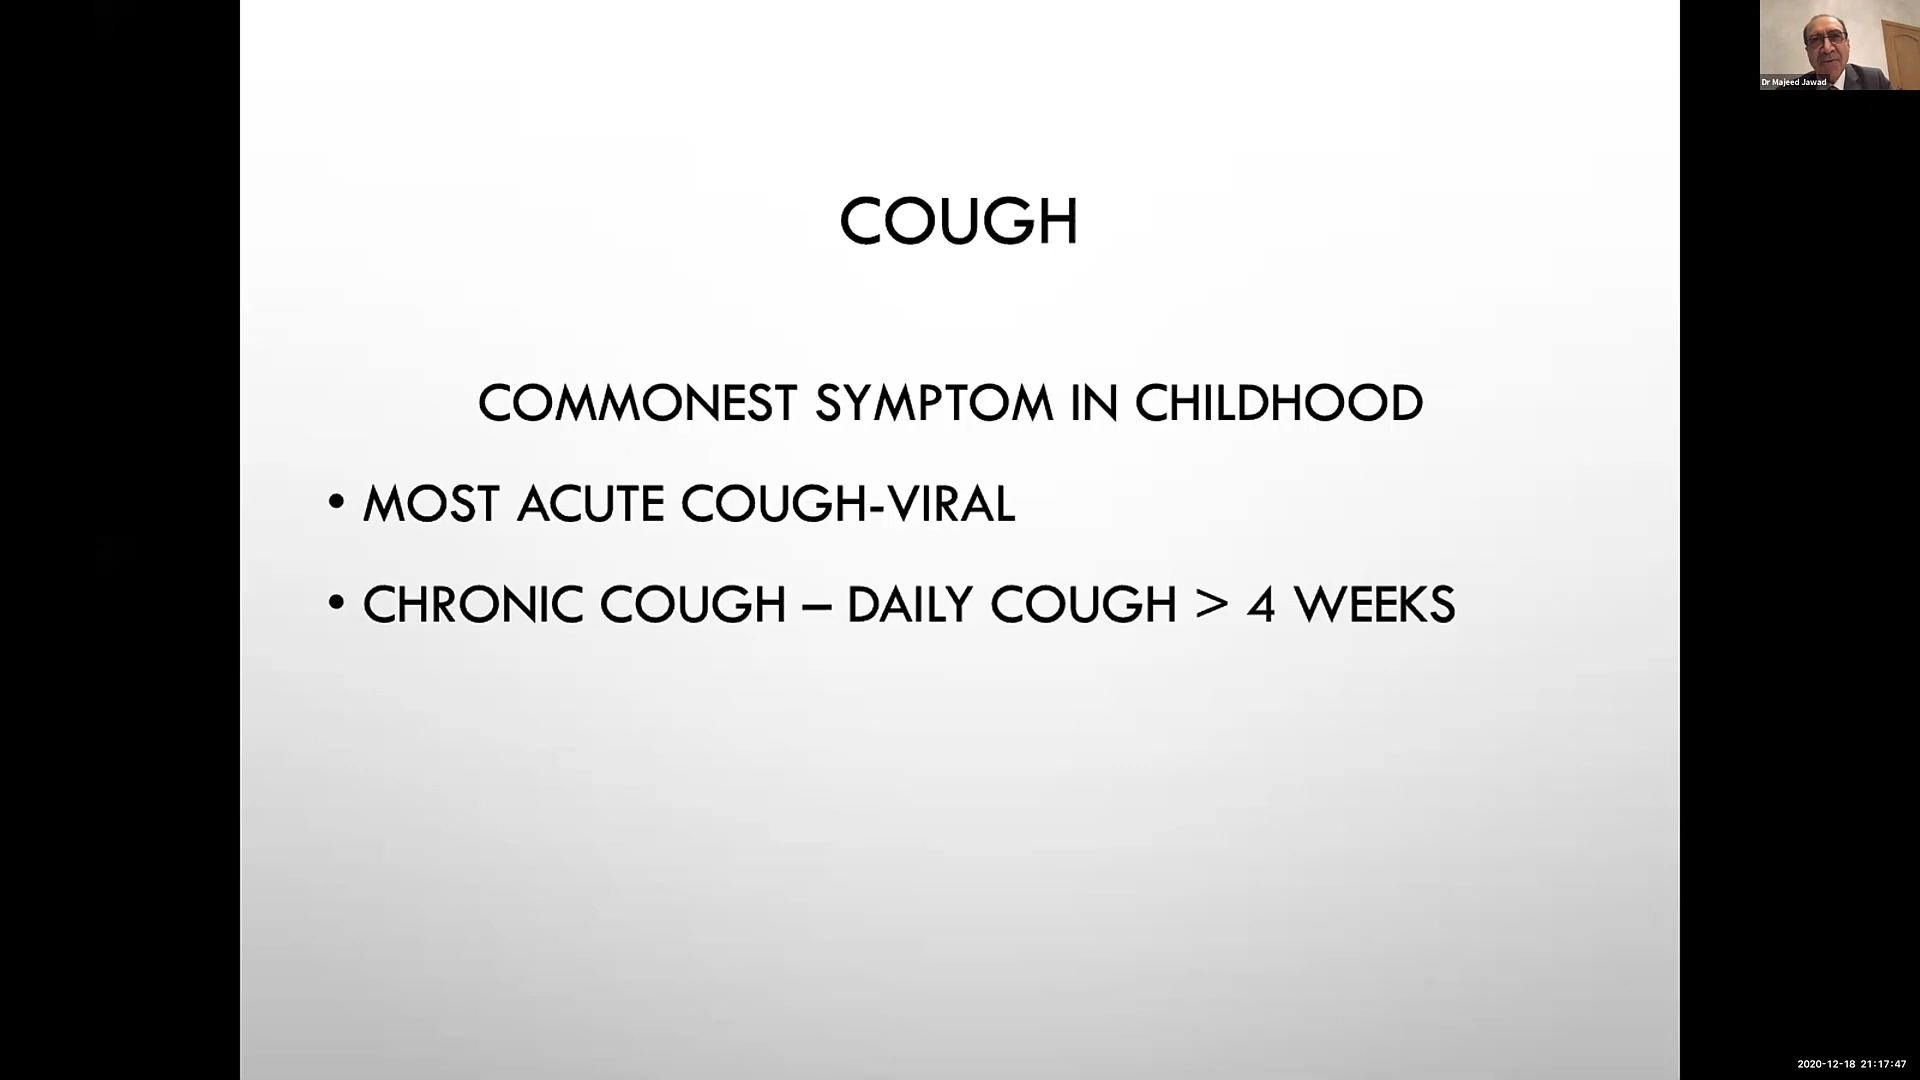 Dr Majeed Jawad
COUGH
COMMONEST SYMPTOM IN CHILDHOOD
• MOST ACUTE COUGH-VIRAL
• CHRONIC COUGH – DAILY COUGH > 4 WEEKS
2020-12-18 21:17:47